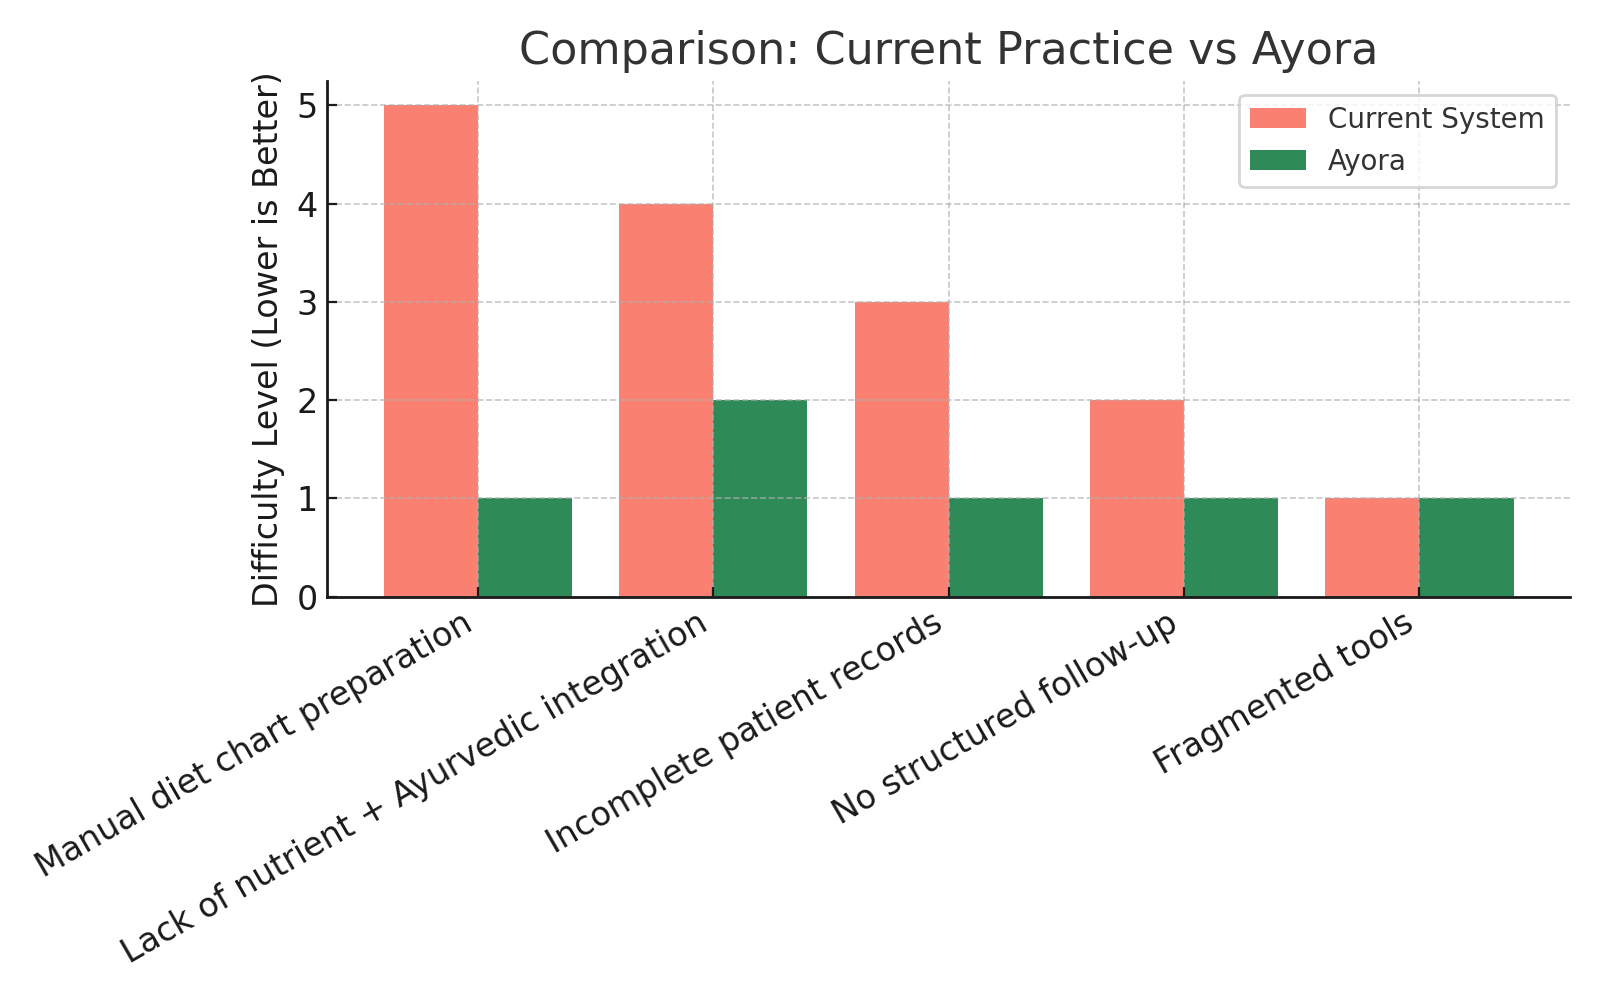 Comparison: Current Practice vs Ayora
Difficulty Level (Lower is Better)
5
4
3
2
1
0
Current System
Ayora
Manual diet chart preparation
Lack of nutrient + Ayurvedic integration
Incomplete patient records
No structured follow-up
Fragmented tools